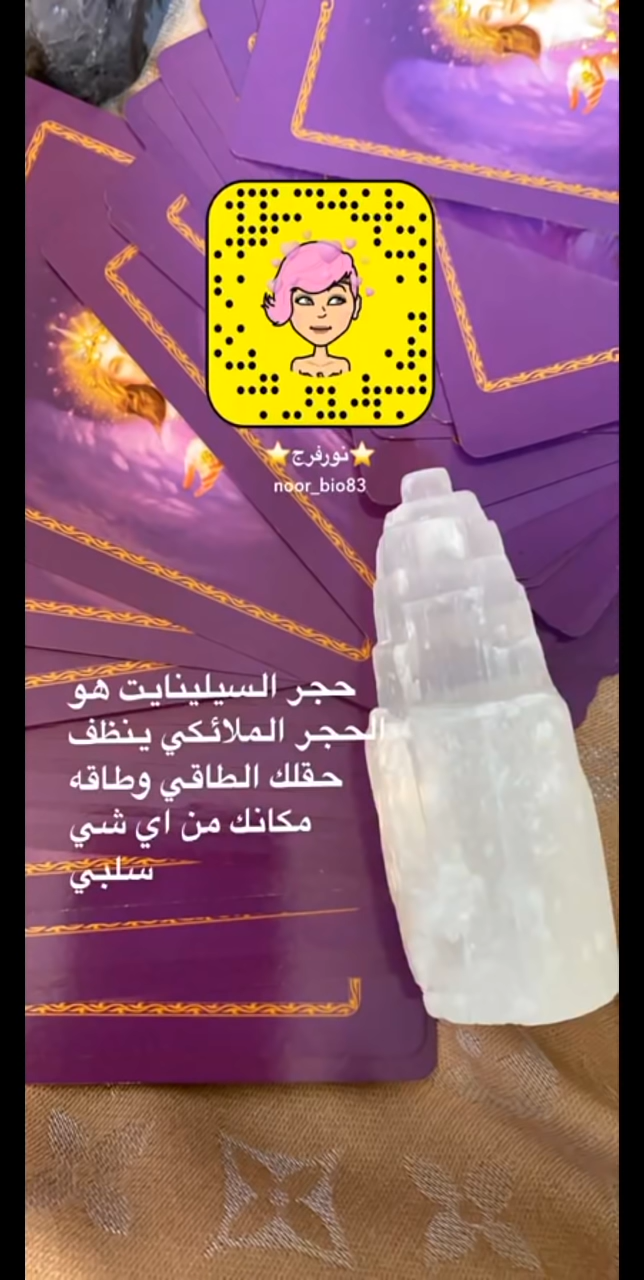 ⭐نورفرج⭐
noor_bio83
حجر السيلينايت هو
الحجر الملائكي ينظف
حقلك الطاقي وطاقه
مكانك من اي شي
سلبي